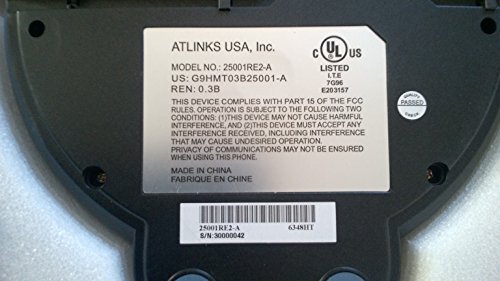 ATLINKS USA, Inc.
MODEL NO.: 25001RE2-A
US: G9HMT03B25001-A
REN: 0.3B
c UL US
LISTED
I.T.E
7G96
E203157
THIS DEVICE COMPLIES WITH PART 15 OF THE FCC
RULES. OPERATION IS SUBJECT TO THE FOLLOWING TWO
CONDITIONS: (1)THIS DEVICE MAY NOT CAUSE HARMFUL
INTERFERENCE, AND (2)THIS DEVICE MUST ACCEPT ANY
INTERFERENCE RECEIVED, INCLUDING INTERFERENCE
THAT MAY CAUSE UNDESIRED OPERATION.
PRIVACY OF COMMUNICATIONS MAY NOT BE ENSURED
WHEN USING THIS PHONE.
MADE IN CHINA
FABRIQUE EN CHINE
QUALITY
PASSED
CHECK
25001RE2-A 6348HT
S/N:30000042